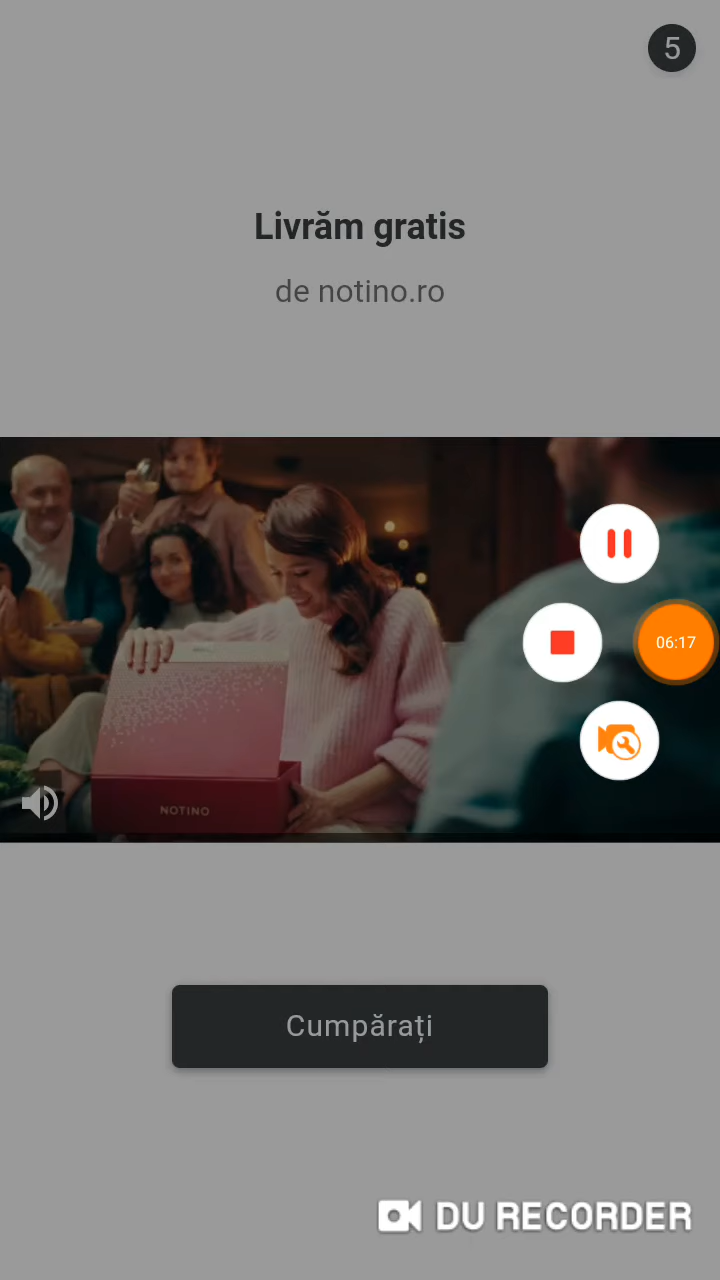 5
Livrăm gratis
de notino.ro
06:17
NOTINO
Cumpărați
DU RECORDER